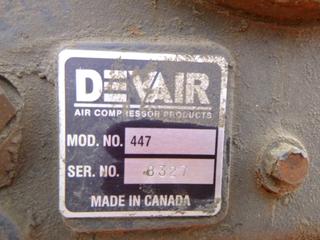 DEVAIR
AIR COMPRESSOR PRODUCTS
MOD. NO. 447
SER. NO. 8327
MADE IN CANADA